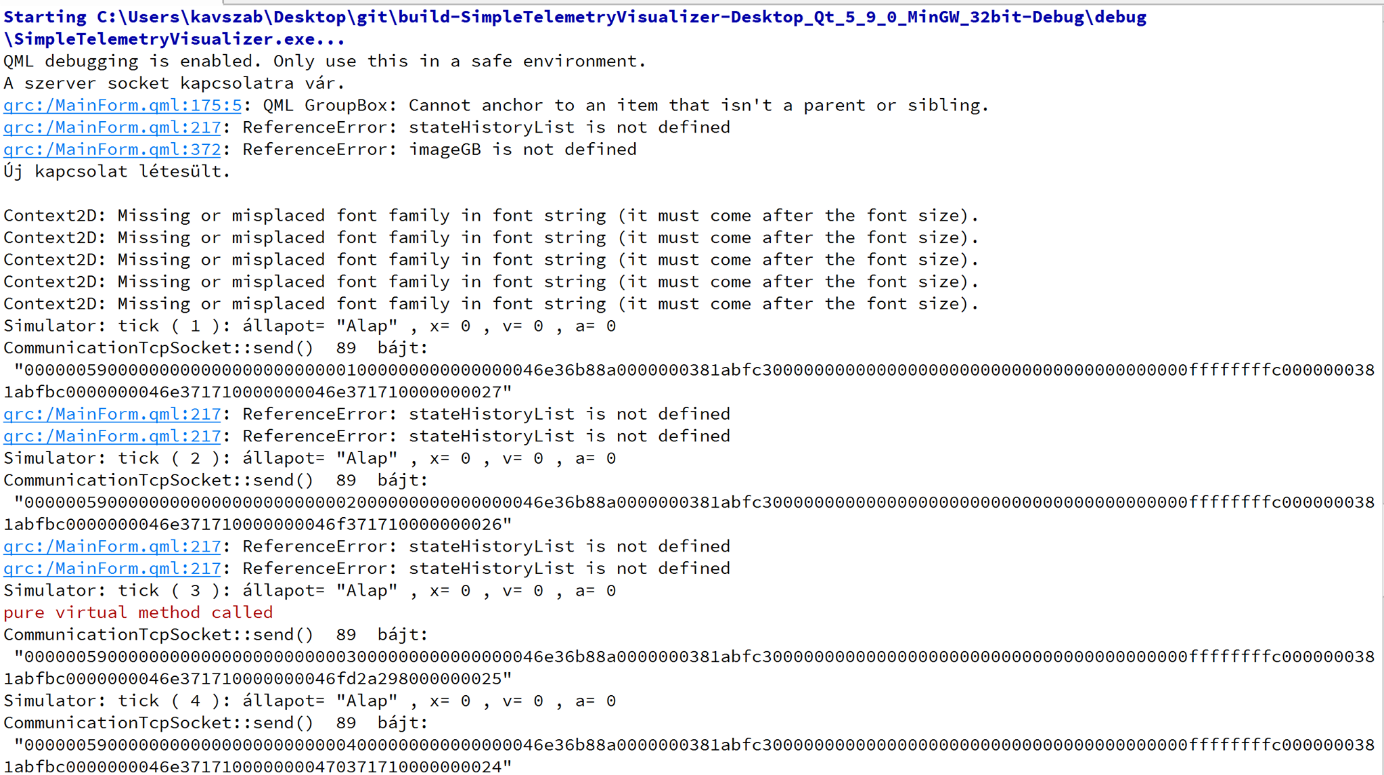 Starting C:\Users\kavszab\Desktop\git\build-SimpleTelemetryVisualizer-Desktop_Qt_5_9_0_MinGW_32bit-Debug\debug
\SimpleTelemetryVisualizer.exe...
QML debugging is enabled. Only use this in a safe environment.
A szerver socket kapcsolatra vár.
qrc:/MainForm.qml:175:5: QML GroupBox: Cannot anchor to an item that isn't a parent or sibling.
qrc:/MainForm.qml:217: ReferenceError: stateHistoryList is not defined
qrc:/MainForm.qml:372: ReferenceError: imageGB is not defined
Új kapcsolat létesült.
Context2D: Missing or misplaced font family in font string (it must come after the font size).
Context2D: Missing or misplaced font family in font string (it must come after the font size).
Context2D: Missing or misplaced font family in font string (it must come after the font size).
Context2D: Missing or misplaced font family in font string (it must come after the font size).
Context2D: Missing or misplaced font family in font string (it must come after the font size).
Simulator: tick ( 1 ): állapot= "Alap" , x= 0 , v= 0 , a= 0
CommunicationTcpSocket::send()  89  bájt:
"00000059000000000000000000000001000000000000000046e36b88a0000000381abfc30000000000000000000000000000000000000000ffffffffc000000038
1abfbc0000000046e371710000000046e371710000000027"
qrc:/MainForm.qml:217: ReferenceError: stateHistoryList is not defined
qrc:/MainForm.qml:217: ReferenceError: stateHistoryList is not defined
Simulator: tick ( 2 ): állapot= "Alap" , x= 0 , v= 0 , a= 0
CommunicationTcpSocket::send()  89  bájt:
"00000059000000000000000000000002000000000000000046e36b88a0000000381abfc30000000000000000000000000000000000000000ffffffffc000000038
1abfbc0000000046e371710000000046f371710000000026"
qrc:/MainForm.qml:217: ReferenceError: stateHistoryList is not defined
qrc:/MainForm.qml:217: ReferenceError: stateHistoryList is not defined
Simulator: tick ( 3 ): állapot= "Alap" , x= 0 , v= 0 , a= 0
pure virtual method called
CommunicationTcpSocket::send()  89  bájt:
"00000059000000000000000000000003000000000000000046e36b88a0000000381abfc30000000000000000000000000000000000000000ffffffffc000000038
1abfbc0000000046e371710000000046fd2a298000000025"
Simulator: tick ( 4 ): állapot= "Alap" , x= 0 , v= 0 , a= 0
CommunicationTcpSocket::send()  89  bájt:
"00000059000000000000000000000004000000000000000046e36b88a0000000381abfc30000000000000000000000000000000000000000ffffffffc000000038
1abfbc0000000046e3717100000000470371710000000024"